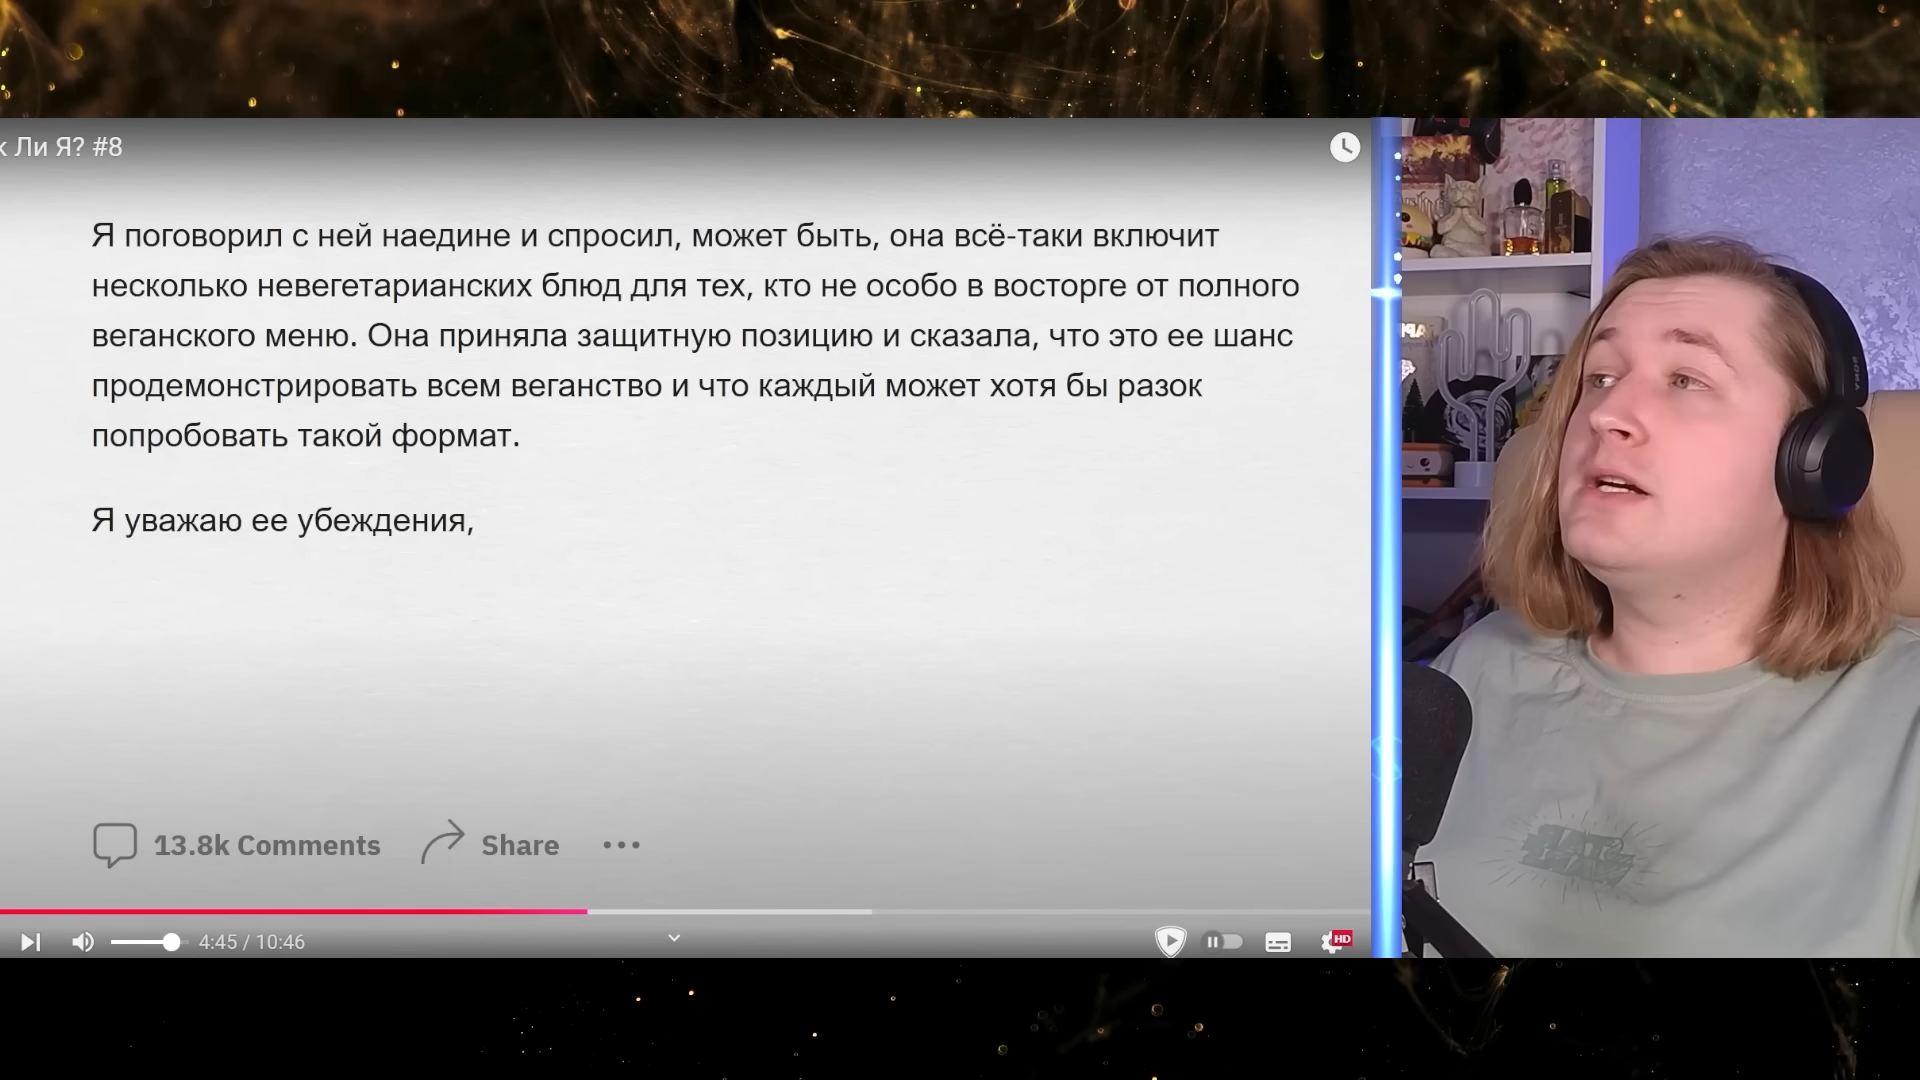 к Ли Я? #8
Я поговорил с ней наедине и спросил, может быть, она всё-таки включит
несколько невегетарианских блюд для тех, кто не особо в восторге от полного
веганского меню. Она приняла защитную позицию и сказала, что это ее шанс
продемонстрировать всем веганство и что каждый может хотя бы разок
попробовать такой формат.
Я уважаю ее убеждения,
13.8k Comments
Share
4:45 / 10:46
HD